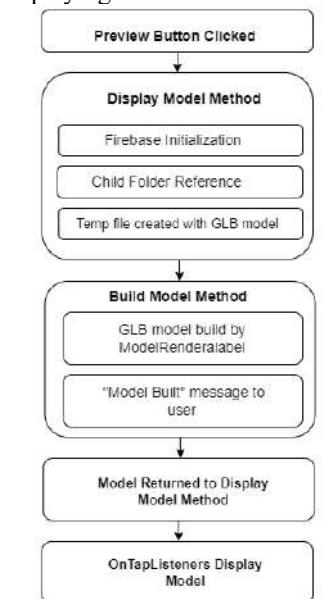 Preview Button Clicked
Display Model Method
Firebase Initialization
Child Folder Reference
Temp file created with GLB model
Build Model Method
GLB model build by
ModelRenderalabel
"Model Built" message to
user
Model Returned to Display
Model Method
OnTapListeners Display
Model